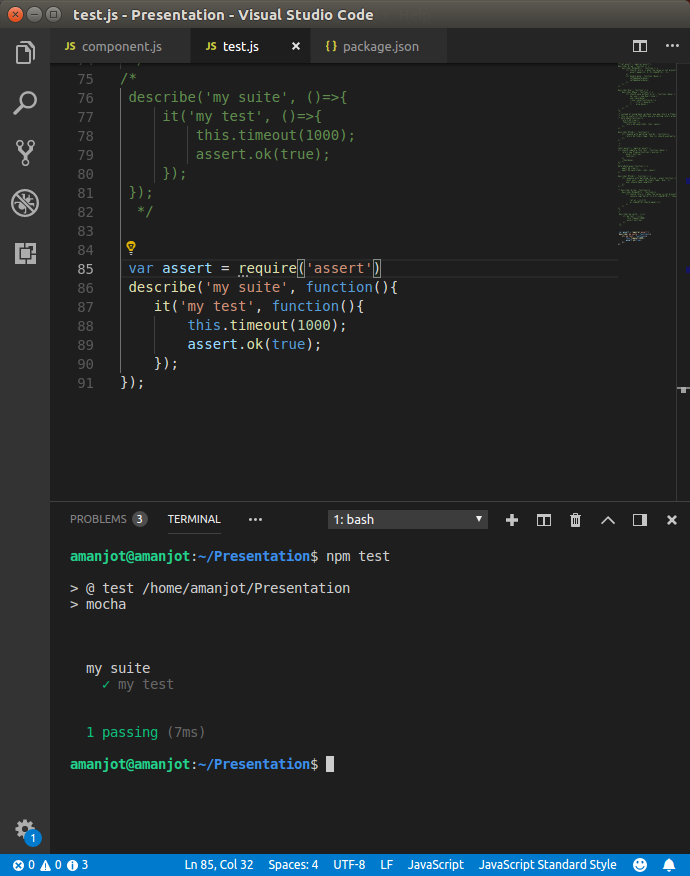 test.js - Presentation - Visual Studio Code
JS component.js JS test.js { } package.json
75 /*
76 describe('my suite', ()=>{
77 it('my test', ()=>{
78 this.timeout(1000);
79 assert.ok(true);
80 });
81 });
82 */
83
84
85 var assert = require('assert')
86 describe('my suite', function(){
87 it('my test', function(){
88 this.timeout(1000);
89 assert.ok(true);
90 });
91 });
PROBLEMS 3 TERMINAL ··· 1: bash
amanjot@amanjot:~/Presentation$ npm test
> @ test /home/amanjot/Presentation
> mocha
my suite
✓ my test
1 passing (7ms)
amanjot@amanjot:~/Presentation$
1
0 0 3 Ln 85, Col 32 Spaces: 4 UTF-8 LF JavaScript JavaScript Standard Style